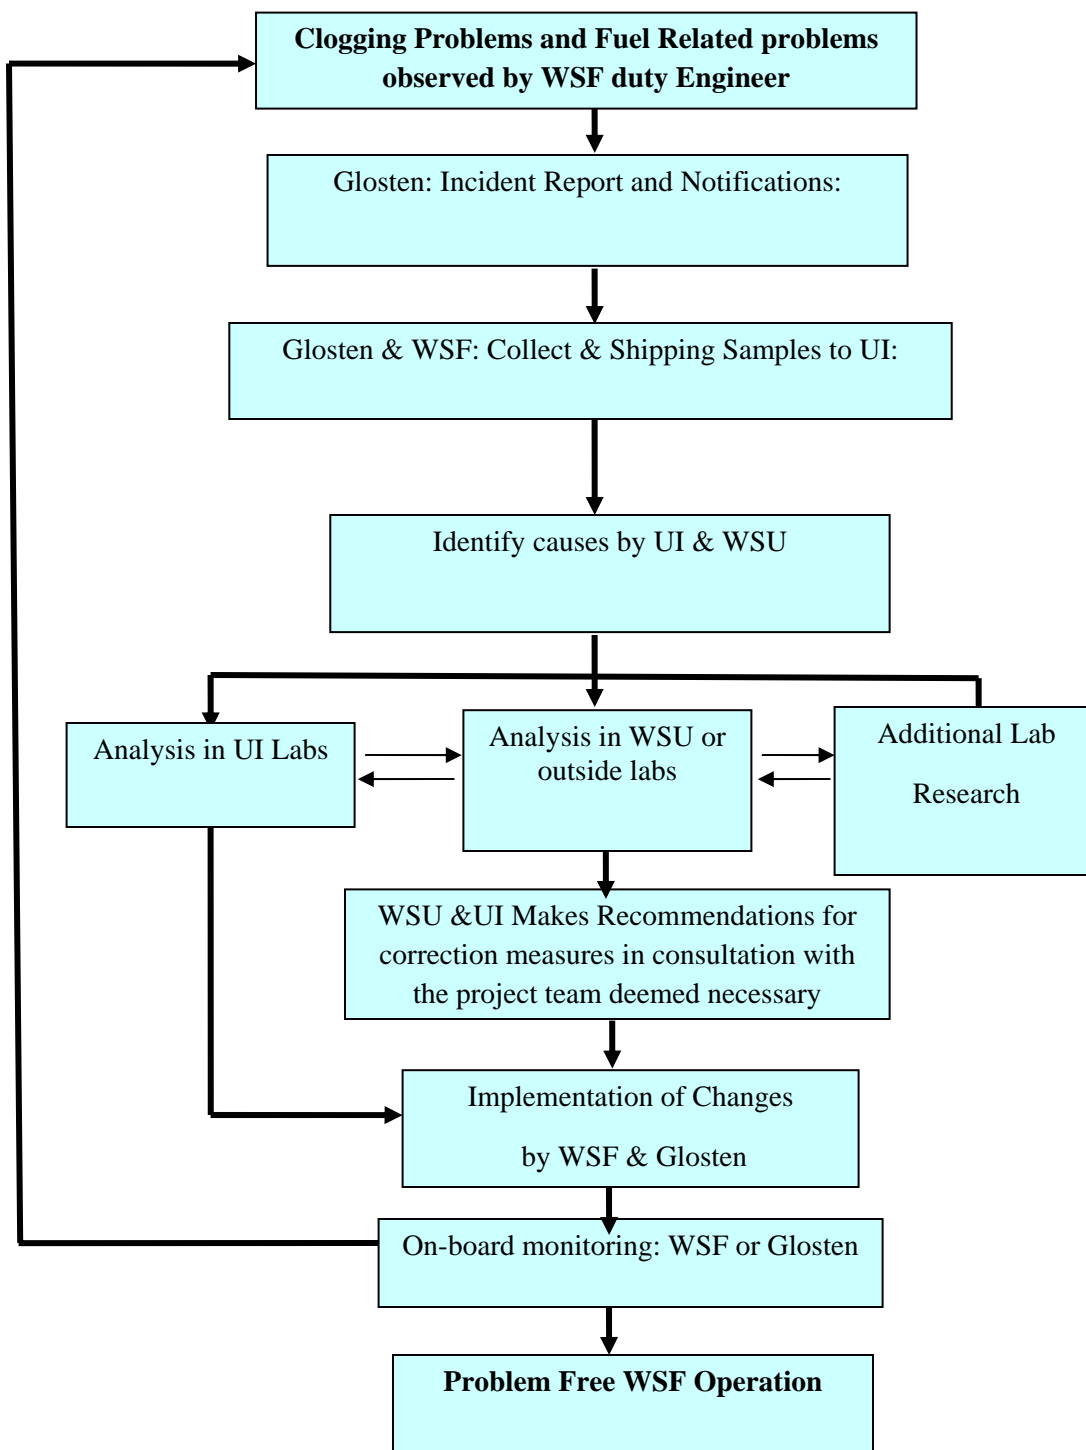 Clogging Problems and Fuel Related problems
observed by WSF duty Engineer
Glosten: Incident Report and Notifications:
Glosten & WSF: Collect & Shipping Samples to UI:
Identify causes by UI & WSU
Analysis in UI Labs
Analysis in WSU or
outside labs
Additional Lab
Research
WSU &UI Makes Recommendations for
correction measures in consultation with
the project team deemed necessary
Implementation of Changes
by WSF & Glosten
On-board monitoring: WSF or Glosten
Problem Free WSF Operation